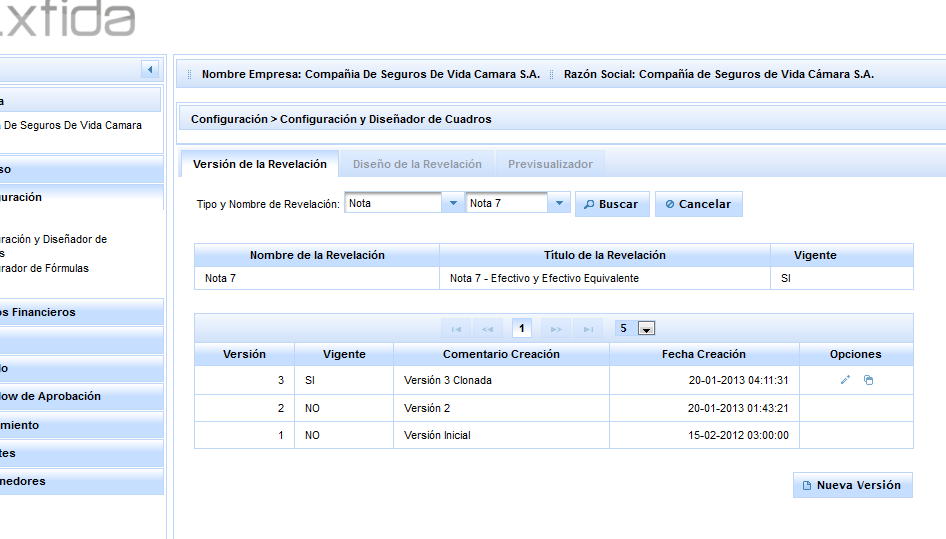 .xfida
Nombre Empresa: Compañia De Seguros De Vida Camara S.A. Razón Social: Compañía de Seguros de Vida Cámara S.A.
a
De Seguros De Vida Camara
so
guración
ración y Diseñador de
s
rador de Fórmulas
os Financieros
lo
low de Aprobación
miento
tes
nedores
Configuración > Configuración y Diseñador de Cuadros
Versión de la Revelación Diseño de la Revelación Previsualizador
Tipo y Nombre de Revelación: Nota Nota 7 Buscar Cancelar
Nombre de la Revelación Título de la Revelación Vigente
Nota 7 Nota 7 - Efectivo y Efectivo Equivalente SI
1 5
Versión Vigente Comentario Creación Fecha Creación Opciones
3 SI Versión 3 Clonada 20-01-2013 04:11:31
2 NO Versión 2 20-01-2013 01:43:21
1 NO Versión Inicial 15-02-2012 03:00:00
Nueva Versión